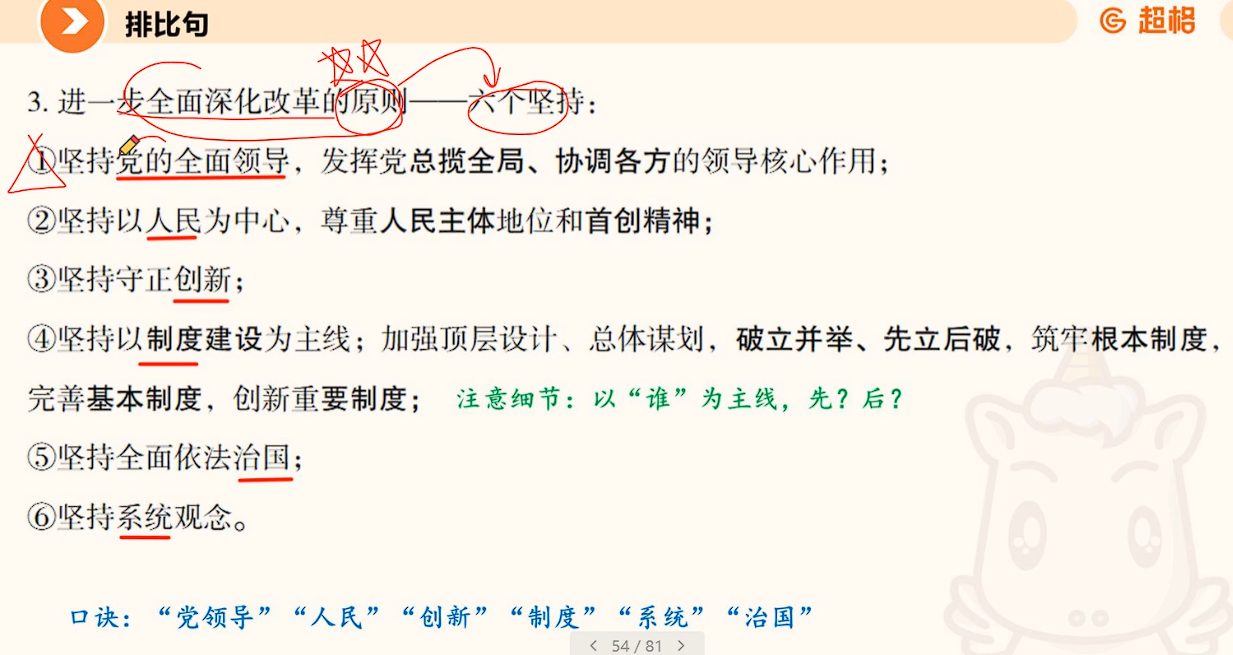 排比句
超格
3. 进一步全面深化改革的原则——六个坚持：
①坚持党的全面领导，发挥党总揽全局、协调各方的领导核心作用；
②坚持以人民为中心，尊重人民主体地位和首创精神；
③坚持守正创新；
④坚持以制度建设为主线；加强顶层设计、总体谋划，破立并举、先立后破，筑牢根本制度，
完善基本制度，创新重要制度； 注意细节：以“谁”为主线，先？后？
⑤坚持全面依法治国；
⑥坚持系统观念。
口诀：“党领导”“人民”“创新”“制度”“系统”“治国”
54 / 81